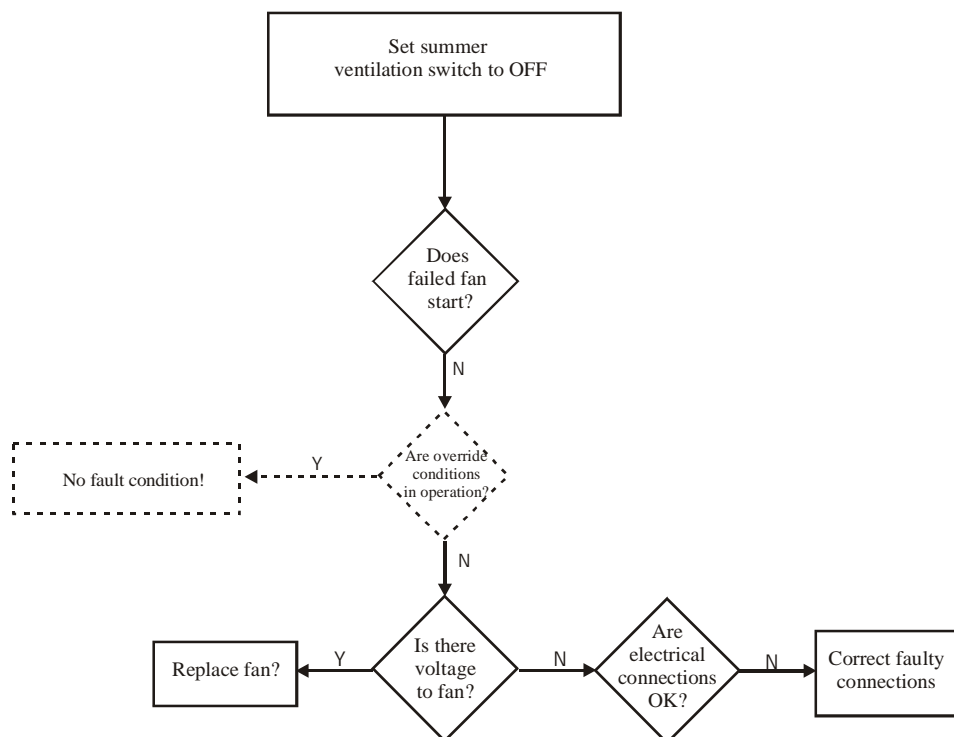 Set summer
ventilation switch to OFF
Does
failed fan
start?
N
Are override
conditions
in operation?
Y
No fault condition!
N
Is there
voltage
to fan?
Y
Replace fan?
N
Are
electrical
connections
OK?
N
Correct faulty
connections